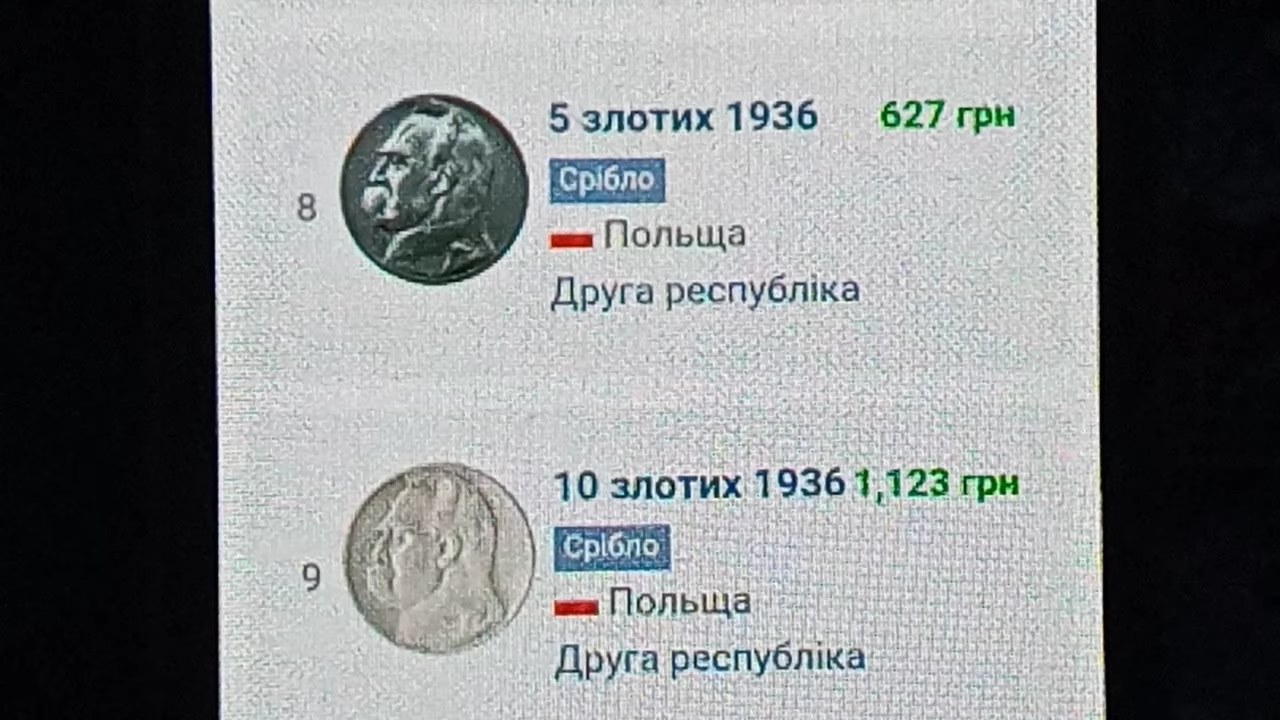 8
5 злотих 1936 627 грн
Срібло
Польща
Друга республіка
9
10 злотих 1936 1,123 грн
Срібло
Польща
Друга республіка